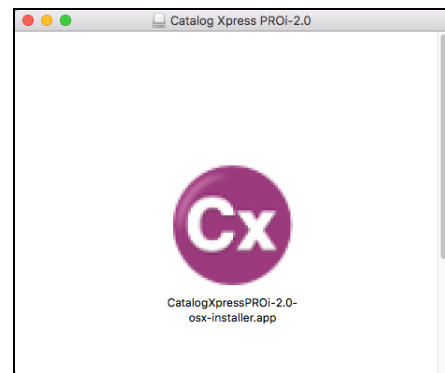 Catalog Xpress PROi-2.0
Cx
CatalogXpressPROi-2.0-
osx-installer.app